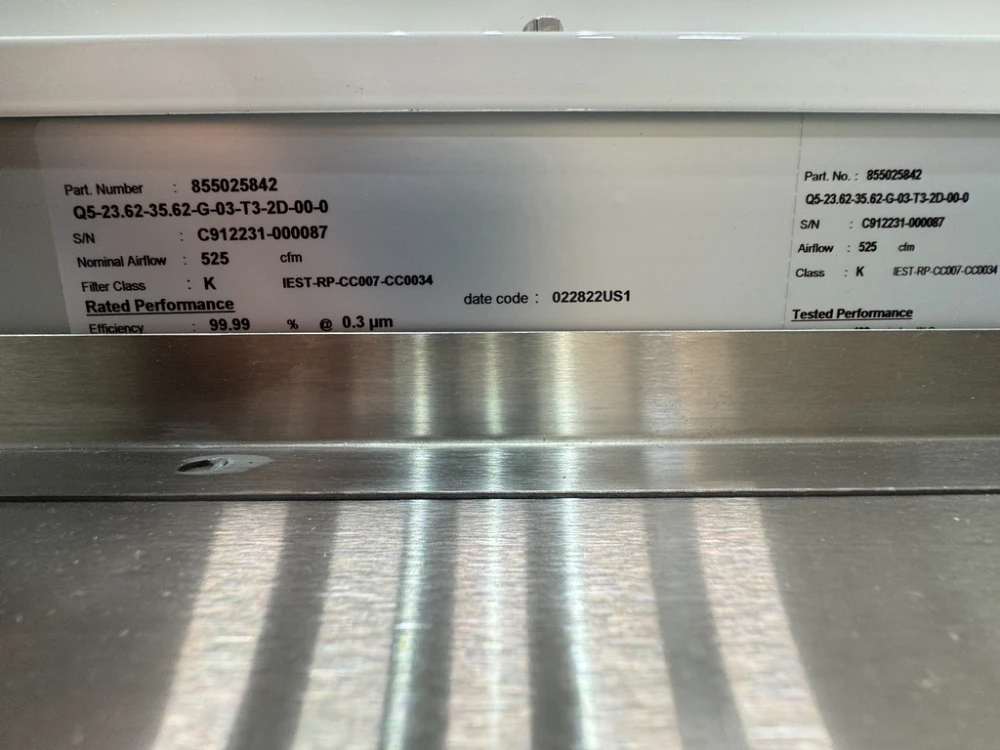 Part. Number : 855025842
Q5-23.62-35.62-G-03-T3-2D-00-0
S/N : C912231-000087
Nominal Airflow : 525 cfm
Filter Class : K IEST-RP-CC007-CC0034
date code : 022822US1
Rated Performance
Efficiency : 99.99 % @ 0.3 µm
Part. No. : 855025842
Q5-23.62-35.62-G-03-T3-2D-00-0
S/N : C912231-000087
Airflow : 525 cfm
Class : K IEST-RP-CC007-CC0034
Tested Performance